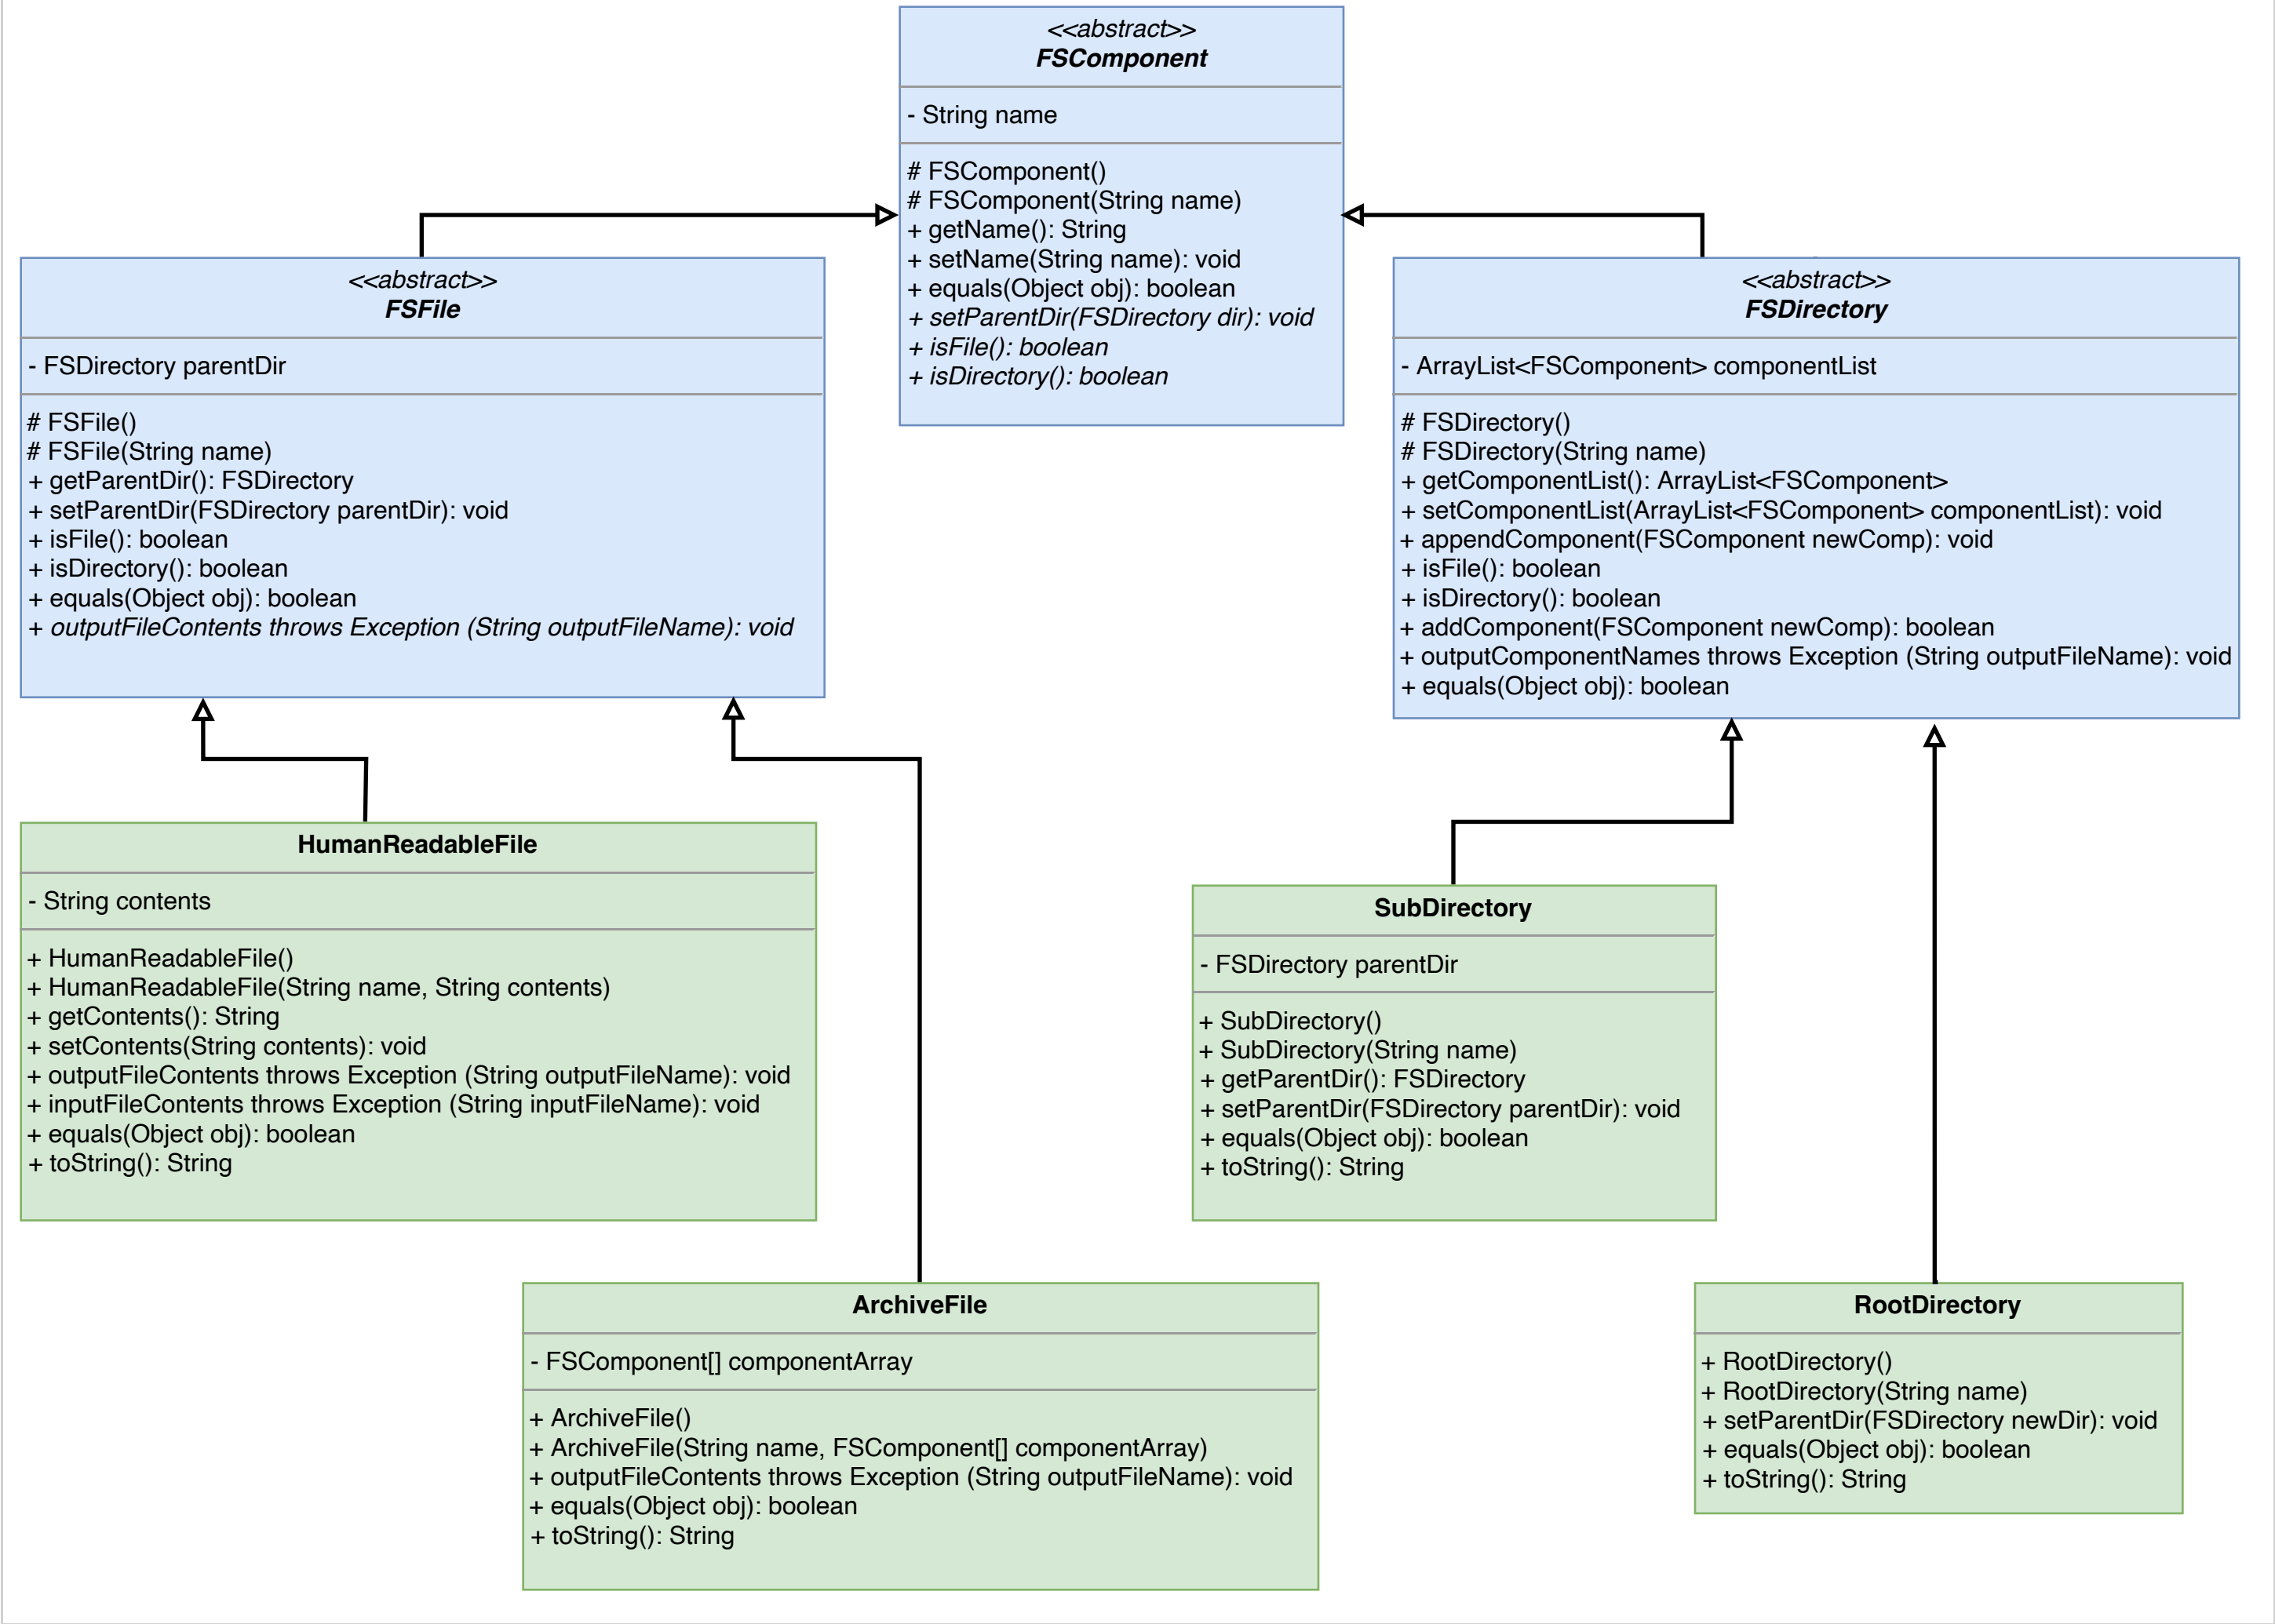 <<abstract>>
FSComponent
- String name
# FSComponent()
# FSComponent(String name)
+ getName(): String
+ setName(String name): void
+ equals(Object obj): boolean
+ setParentDir(FSDirectory dir): void
+ isFile(): boolean
+ isDirectory(): boolean
<<abstract>>
FSFile
- FSDirectory parentDir
# FSFile()
# FSFile(String name)
+ getParentDir(): FSDirectory
+ setParentDir(FSDirectory parentDir): void
+ isFile(): boolean
+ isDirectory(): boolean
+ equals(Object obj): boolean
+ outputFileContents throws Exception (String outputFileName): void
<<abstract>>
FSDirectory
- ArrayList<FSComponent> componentList
# FSDirectory()
# FSDirectory(String name)
+ getComponentList(): ArrayList<FSComponent>
+ setComponentList(ArrayList<FSComponent> componentList): void
+ appendComponent(FSComponent newComp): void
+ isFile(): boolean
+ isDirectory(): boolean
+ addComponent(FSComponent newComp): boolean
+ outputComponentNames throws Exception (String outputFileName): void
+ equals(Object obj): boolean
HumanReadableFile
- String contents
+ HumanReadableFile()
+ HumanReadableFile(String name, String contents)
+ getContents(): String
+ setContents(String contents): void
+ outputFileContents throws Exception (String outputFileName): void
+ inputFileContents throws Exception (String inputFileName): void
+ equals(Object obj): boolean
+ toString(): String
SubDirectory
- FSDirectory parentDir
+ SubDirectory()
+ SubDirectory(String name)
+ getParentDir(): FSDirectory
+ setParentDir(FSDirectory parentDir): void
+ equals(Object obj): boolean
+ toString(): String
ArchiveFile
- FSComponent[] componentArray
+ ArchiveFile()
+ ArchiveFile(String name, FSComponent[] componentArray)
+ outputFileContents throws Exception (String outputFileName): void
+ equals(Object obj): boolean
+ toString(): String
RootDirectory
+ RootDirectory()
+ RootDirectory(String name)
+ setParentDir(FSDirectory newDir): void
+ equals(Object obj): boolean
+ toString(): String